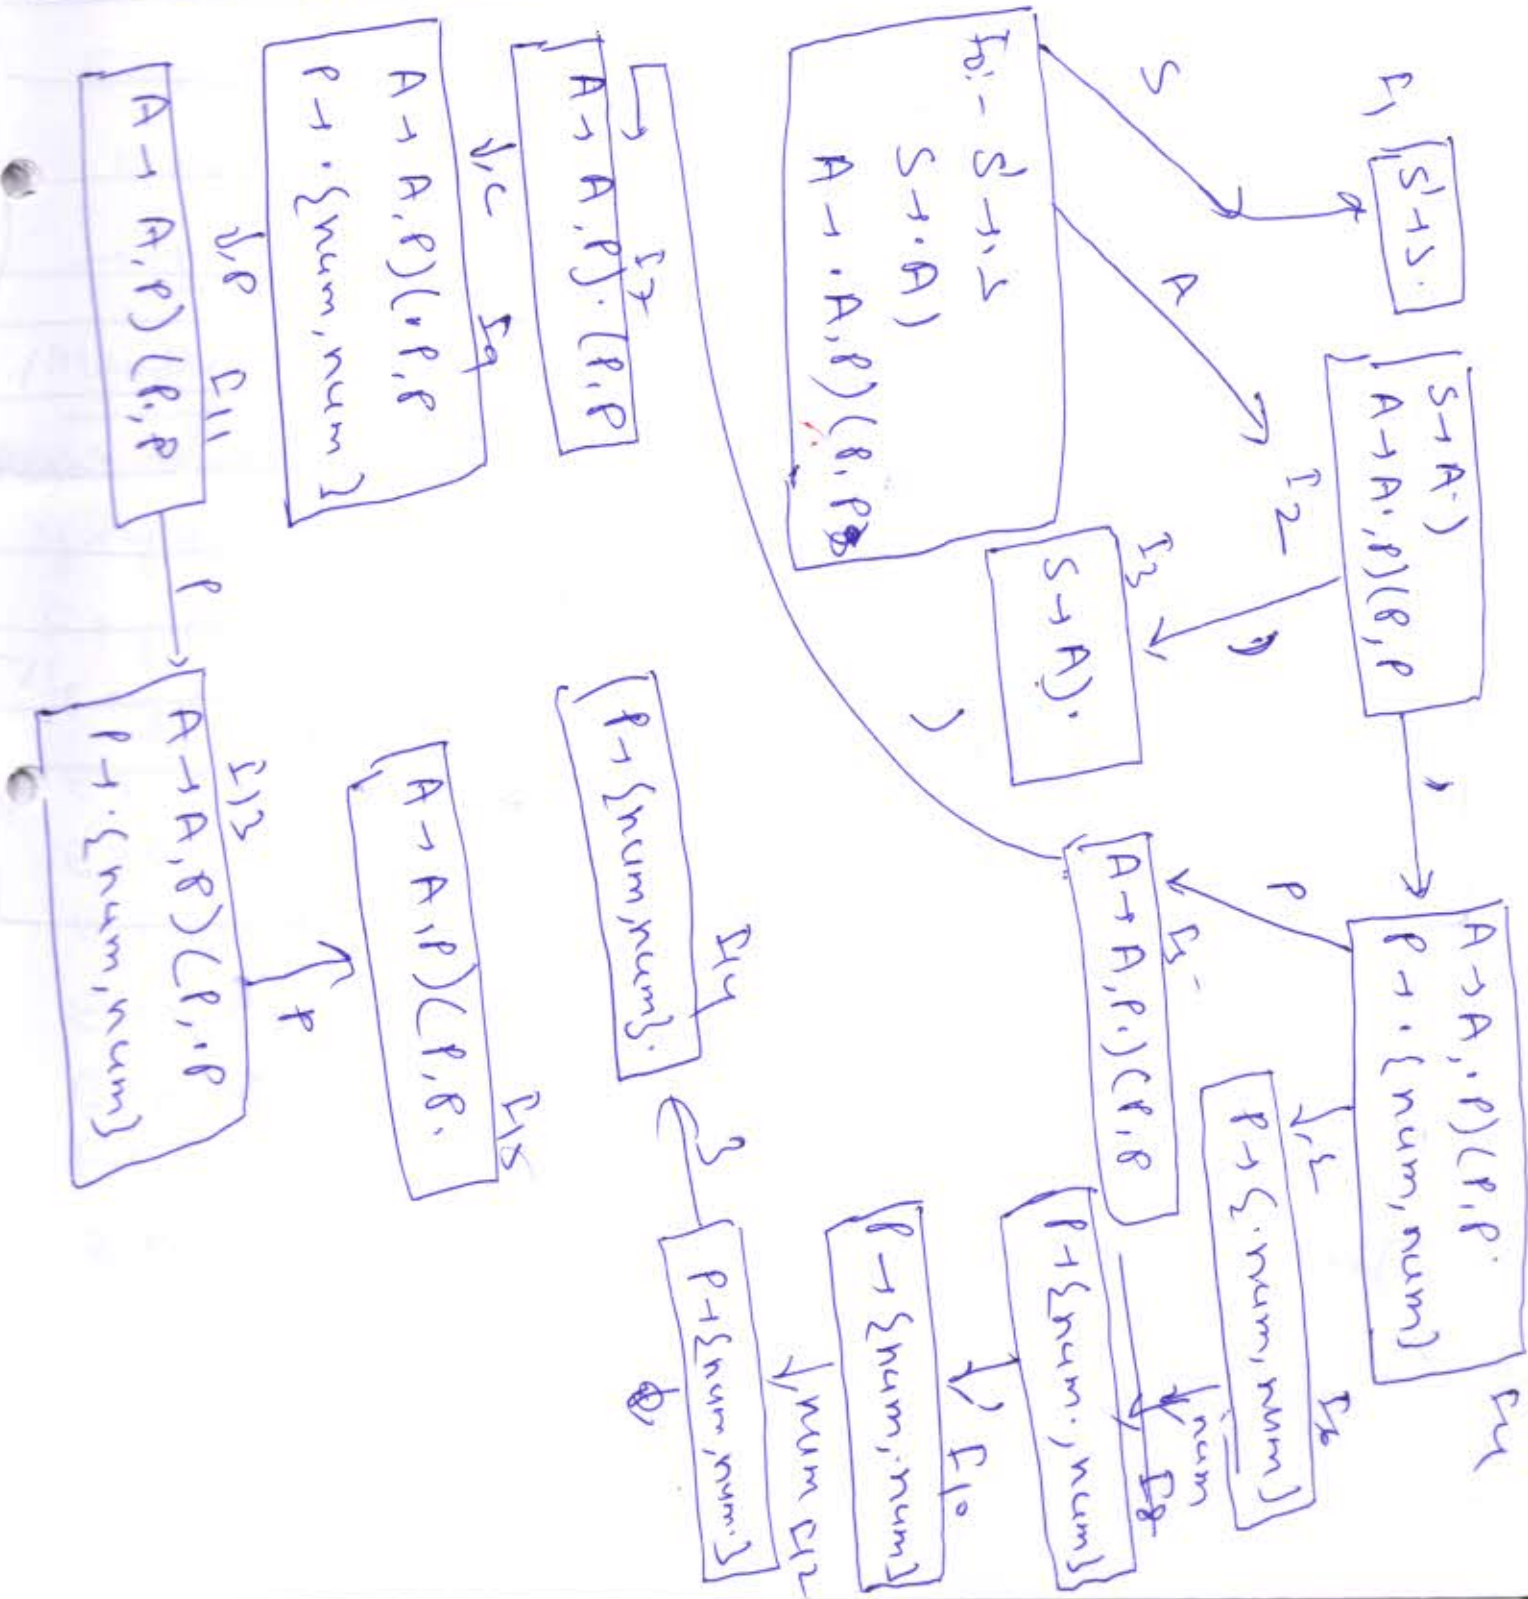 I0:- S' → .S
S → .A)
A → .A,P)(P,P
S
I1
S' → S.
A
I2
S → A.)
A → A.,P)(P,P
)
I3
S → A).
,
I4
A → A,.P)(P,P
P → .{num,num}
P
I5
A → A,P.)(P,P
{
I6
P → {.num,num}
num
I8
P → {num.,num}
,
I10
P → {num,.num}
num
I12
P → {num,num.}
}
I14
P → {num,num}.
)
I7
A → A,P).(P,P
(
I9
A → A,P)(.P,P
P → .{num,num}
P
I11
A → A,P)(P.,P
I13
A → A,P)(P,.P
P → .{num,num}
P
I15
A → A,P)(P,P.